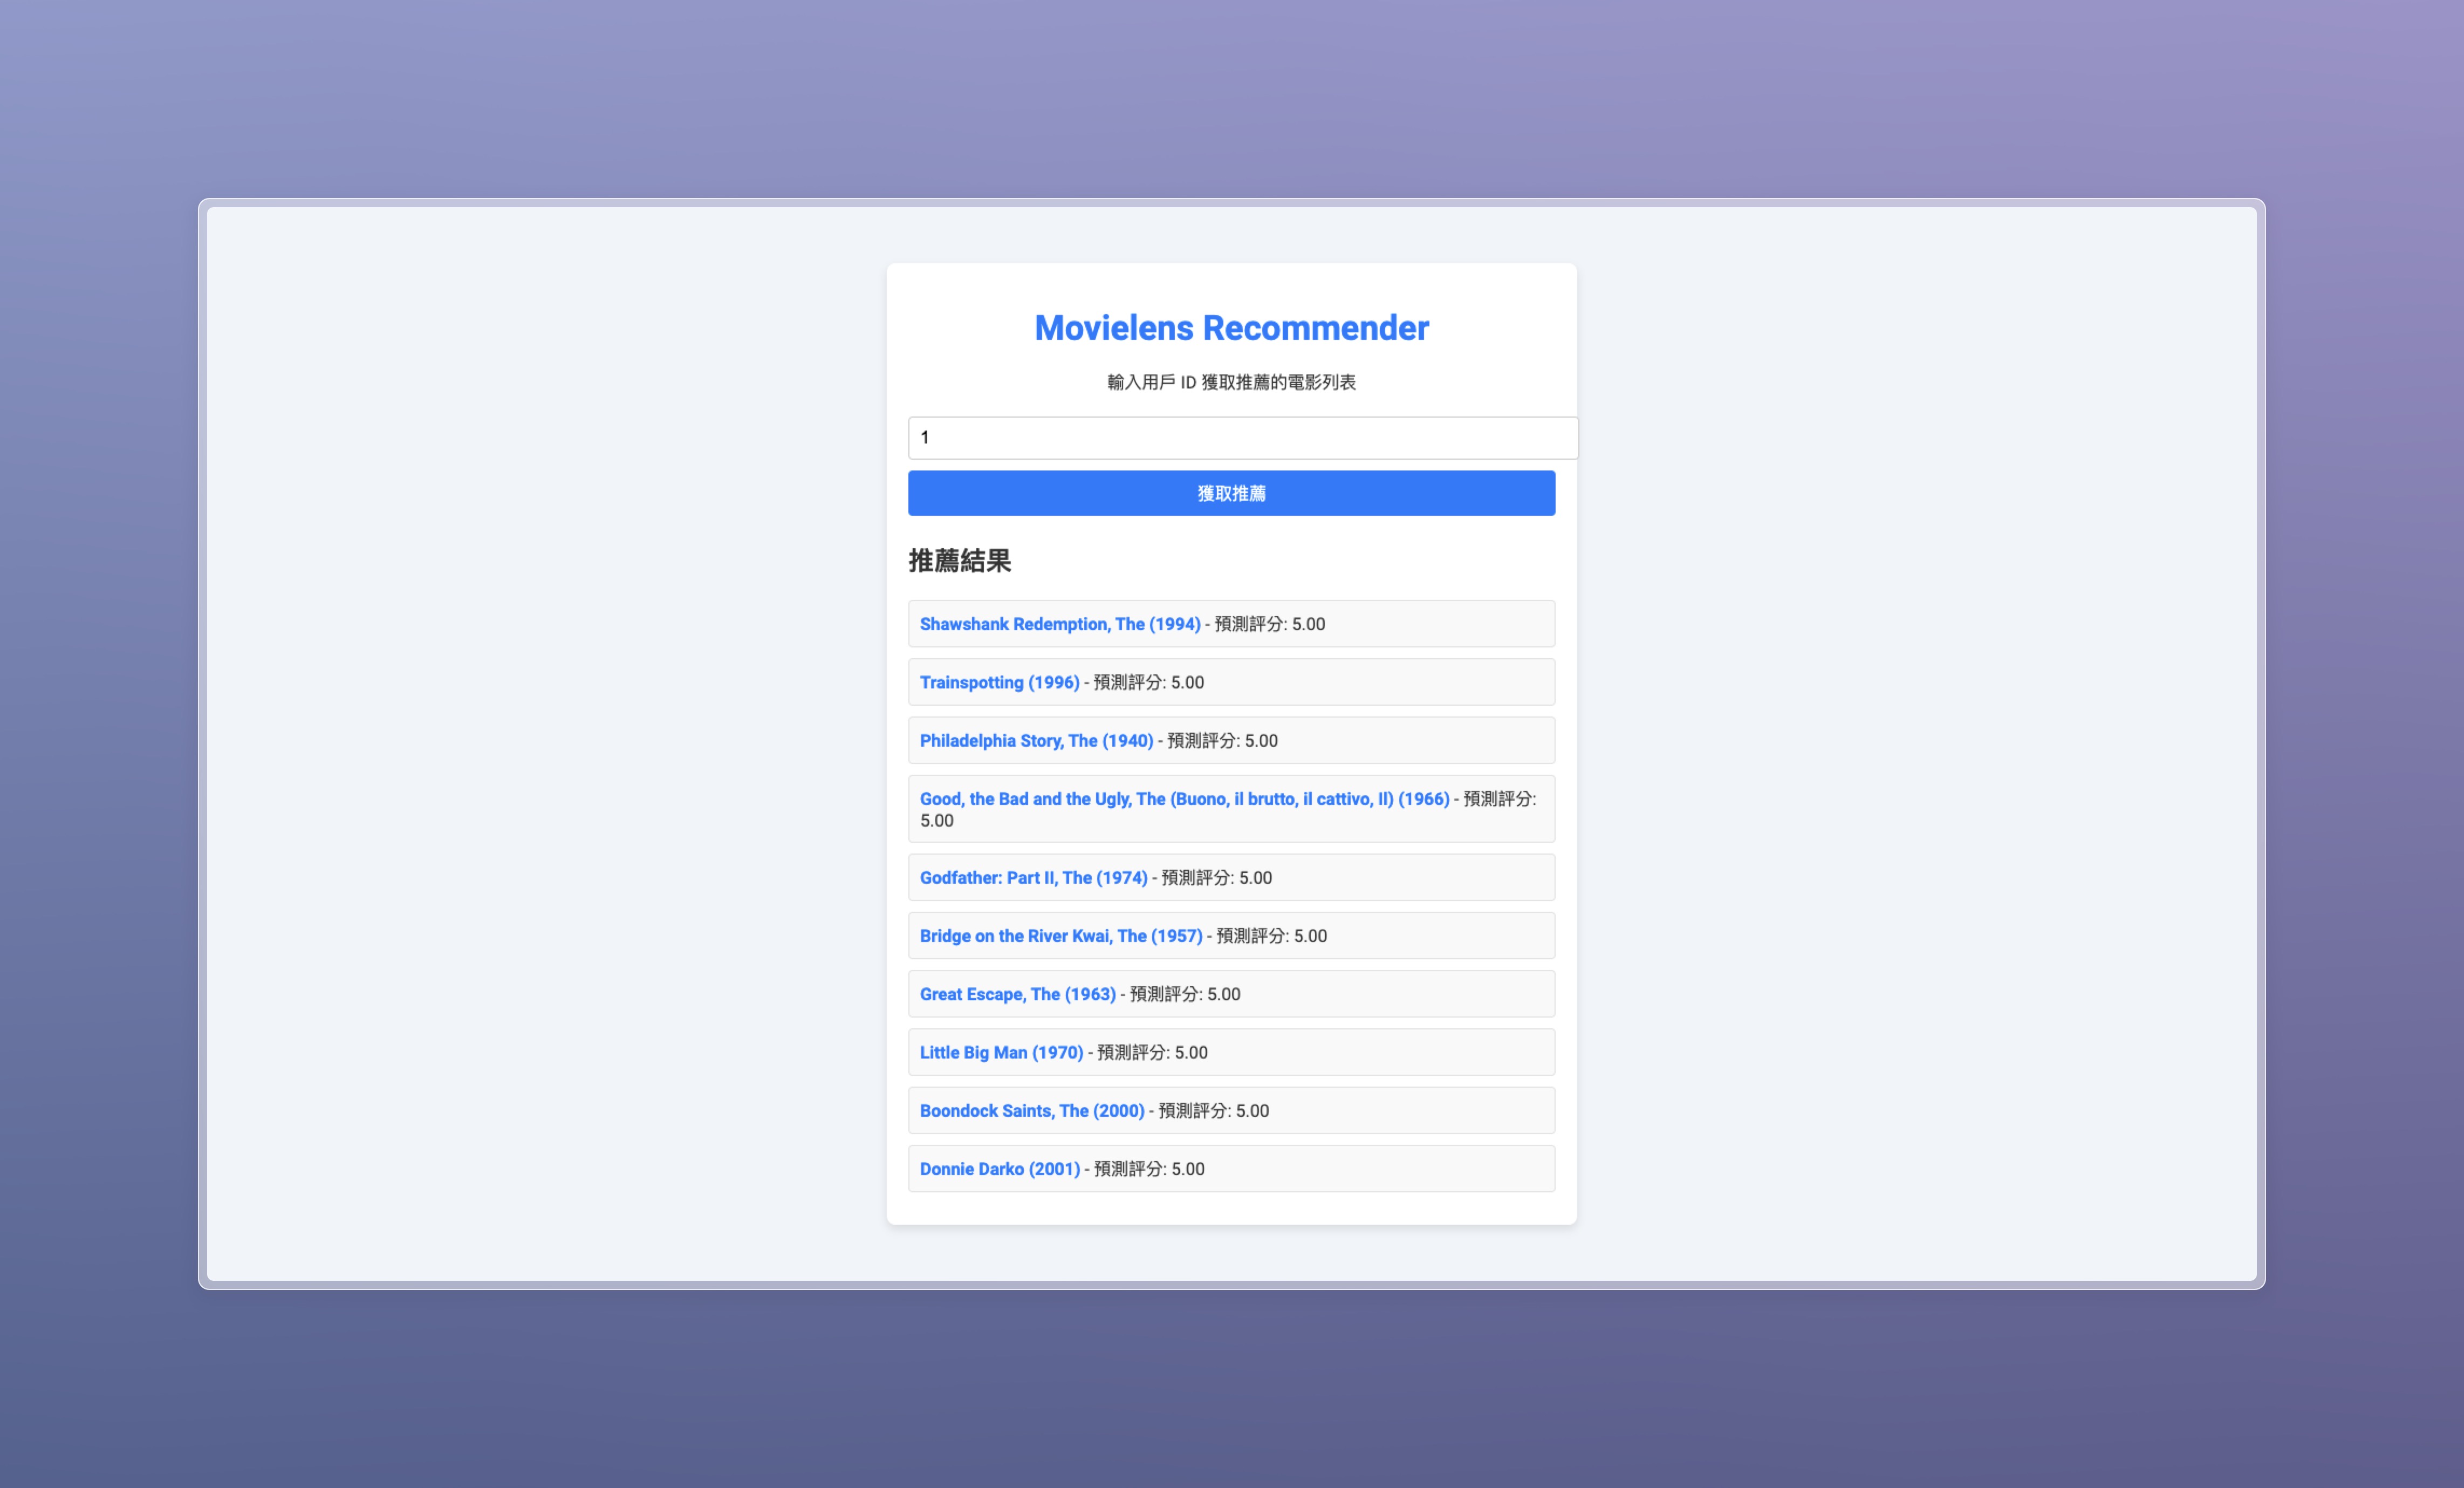 Movielens Recommender
輸入用戶 ID 獲取推薦的電影列表
1
獲取推薦
推薦結果
Shawshank Redemption, The (1994) - 預測評分: 5.00
Trainspotting (1996) - 預測評分: 5.00
Philadelphia Story, The (1940) - 預測評分: 5.00
Good, the Bad and the Ugly, The (Buono, il brutto, il cattivo, Il) (1966) - 預測評分:
5.00
Godfather: Part II, The (1974) - 預測評分: 5.00
Bridge on the River Kwai, The (1957) - 預測評分: 5.00
Great Escape, The (1963) - 預測評分: 5.00
Little Big Man (1970) - 預測評分: 5.00
Boondock Saints, The (2000) - 預測評分: 5.00
Donnie Darko (2001) - 預測評分: 5.00